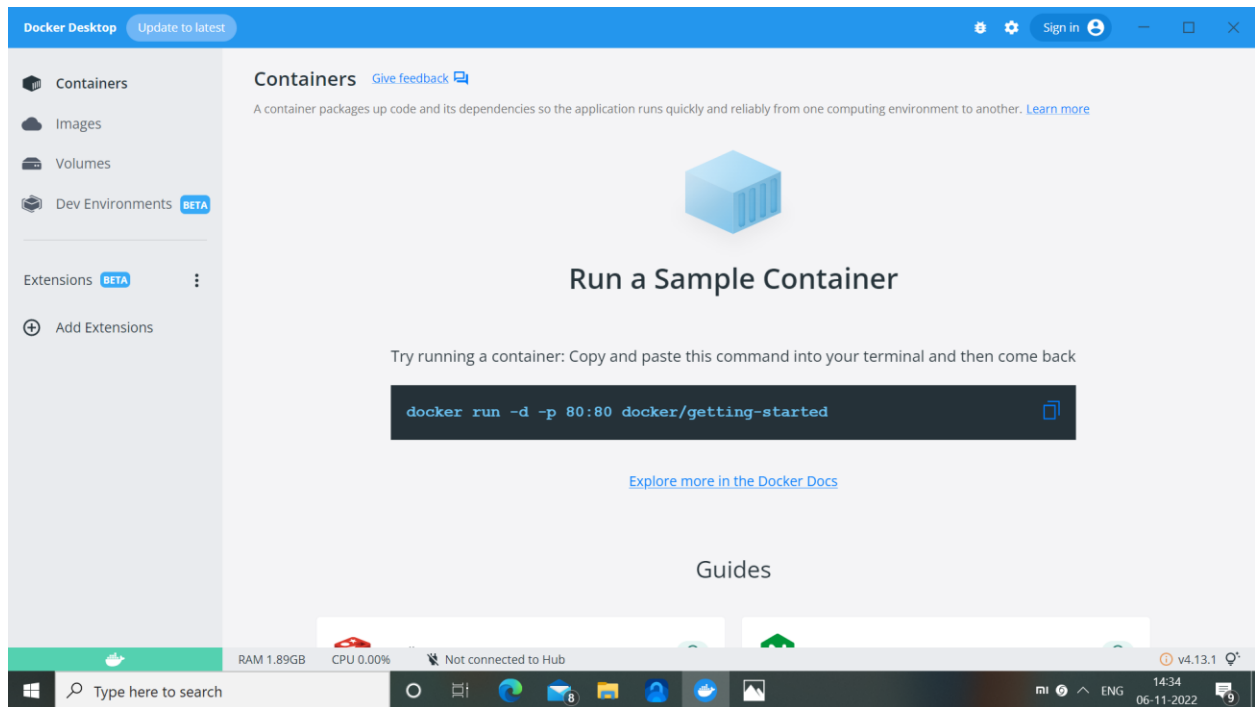 Docker Desktop Update to latest Sign in
Containers
Images
Volumes
Dev Environments BETA
Extensions BETA
Add Extensions
Containers Give feedback
A container packages up code and its dependencies so the application runs quickly and reliably from one computing environment to another. Learn more
Run a Sample Container
Try running a container: Copy and paste this command into your terminal and then come back
docker run -d -p 80:80 docker/getting-started
Explore more in the Docker Docs
Guides
RAM 1.89GB CPU 0.00% Not connected to Hub v4.13.1
Type here to search
8
ENG
14:34
06-11-2022
9